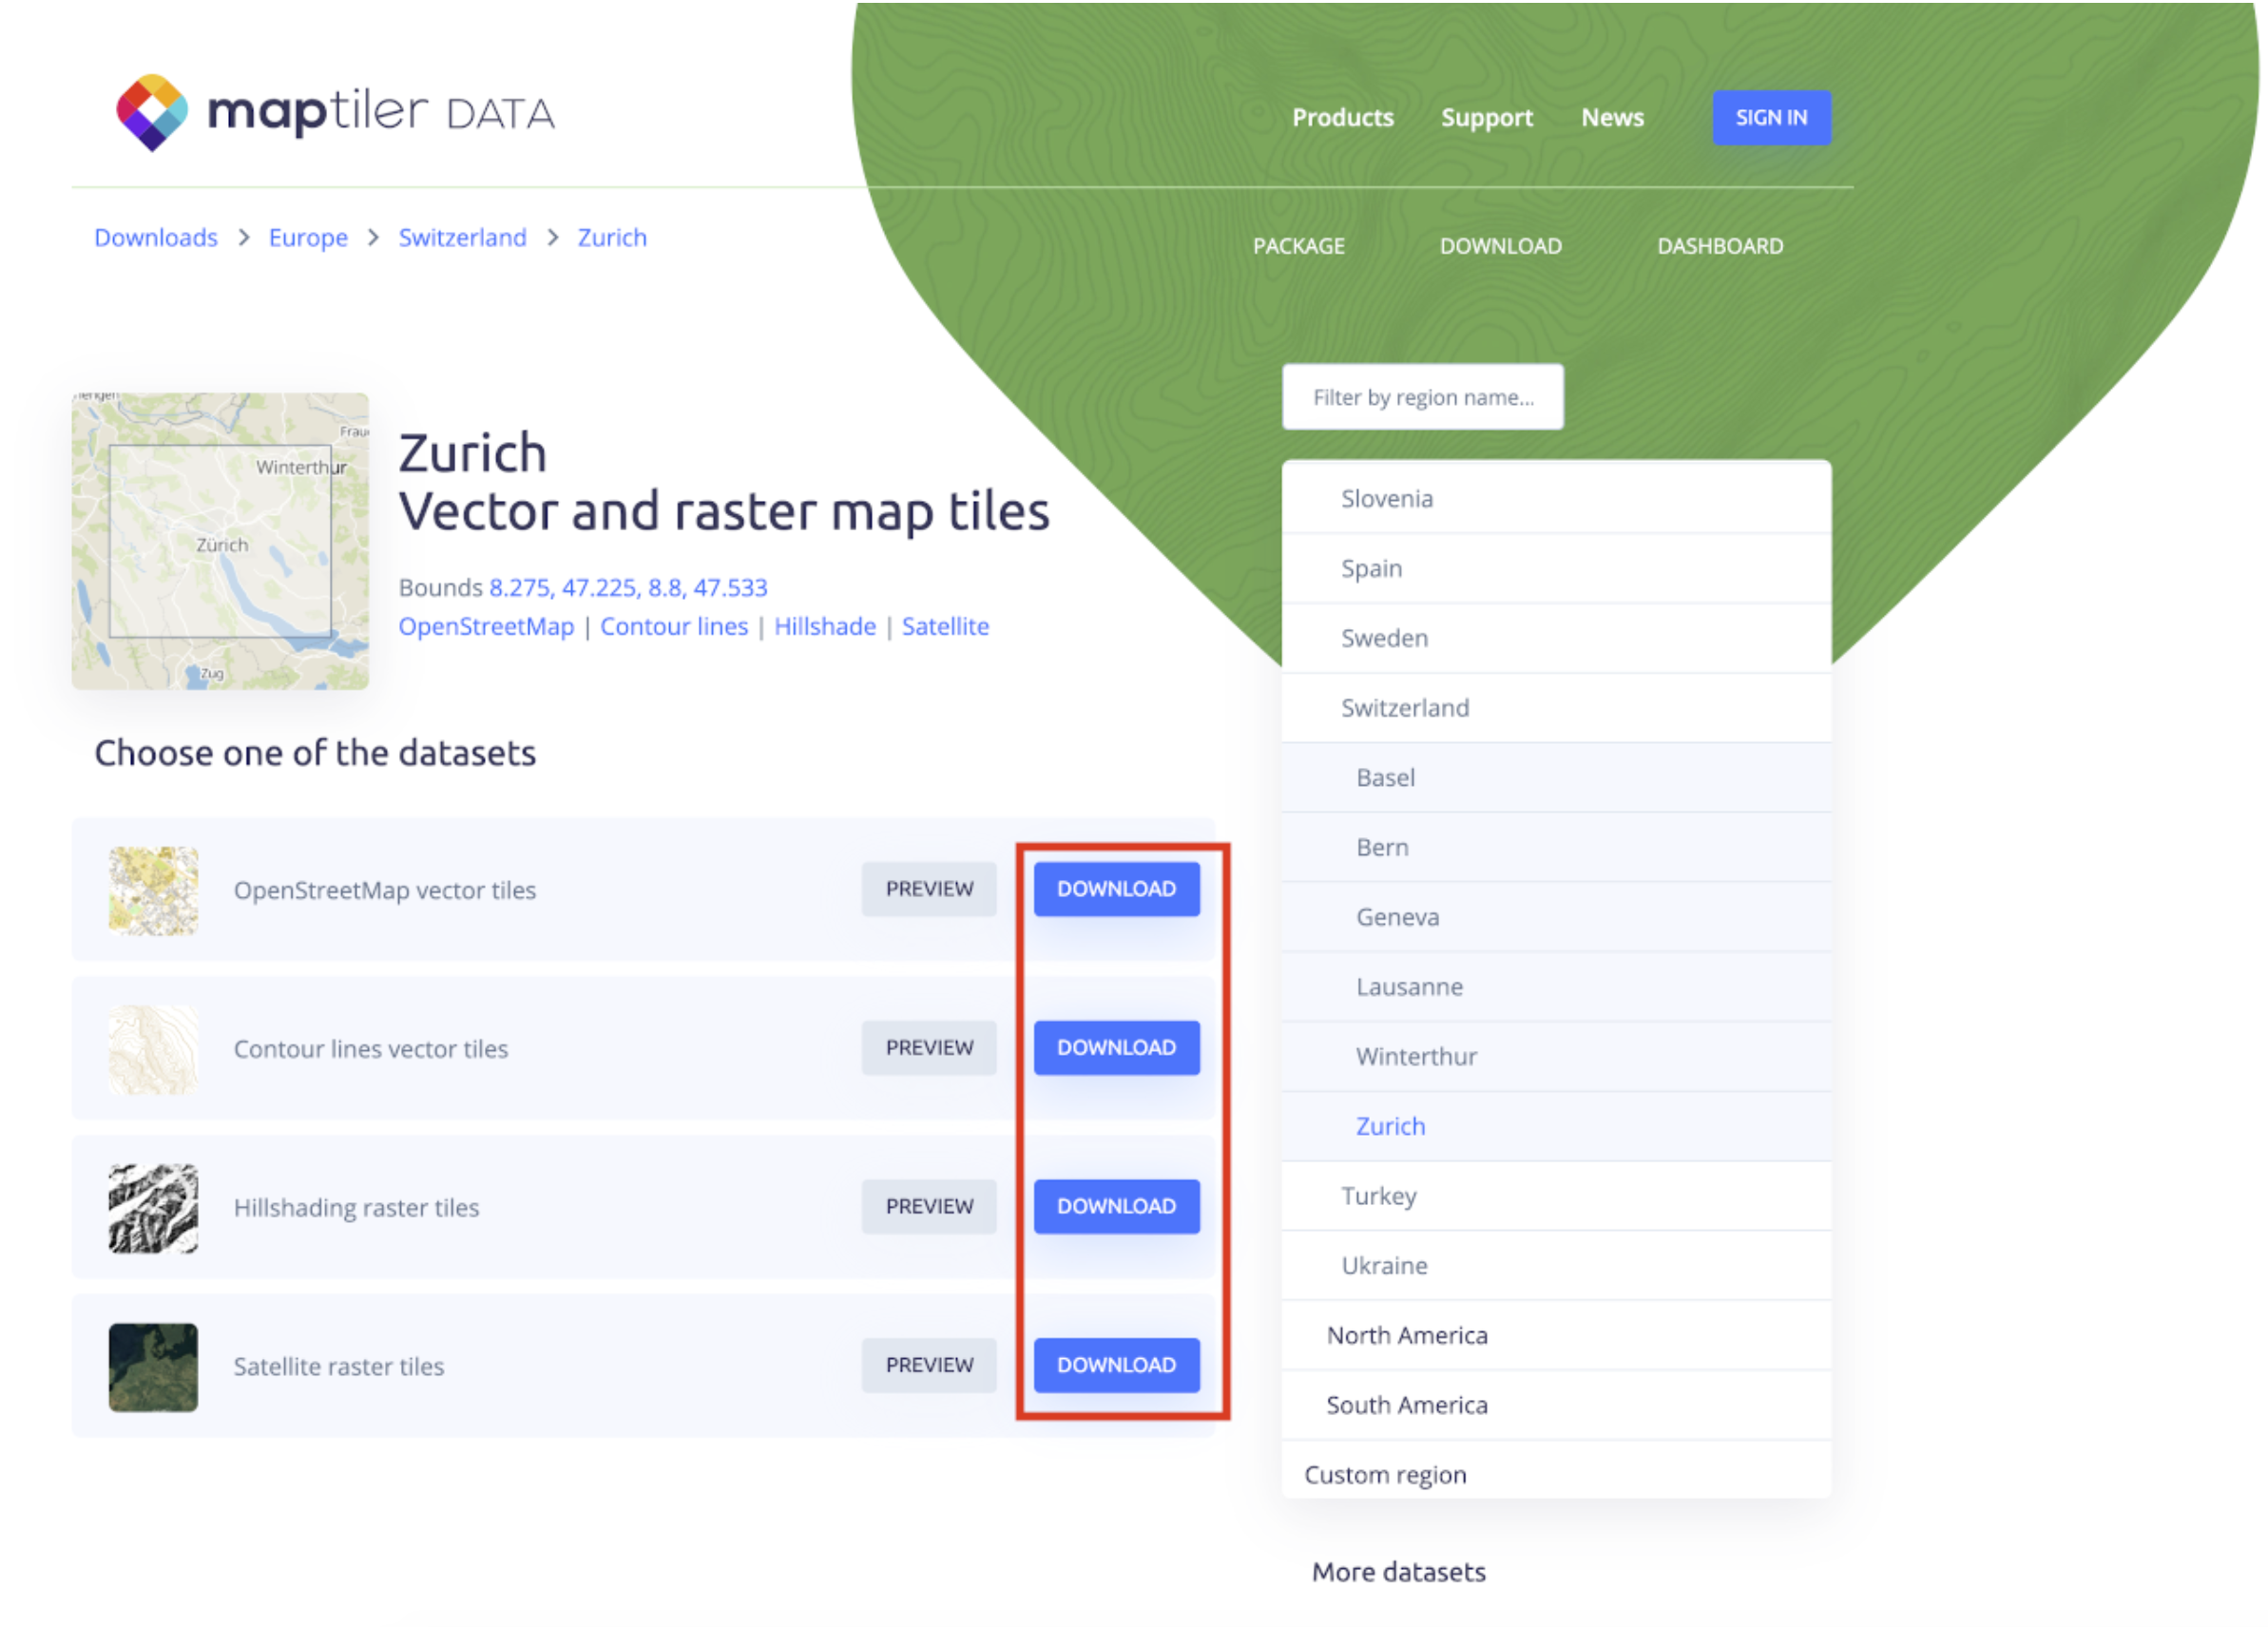 maptiler DATA
Products Support News SIGN IN
Downloads > Europe > Switzerland > Zurich
PACKAGE DOWNLOAD DASHBOARD
Winterthur
Zürich
Zug
Zurich
Vector and raster map tiles
Bounds 8.275, 47.225, 8.8, 47.533
OpenStreetMap | Contour lines | Hillshade | Satellite
Choose one of the datasets
OpenStreetMap vector tiles PREVIEW DOWNLOAD
Contour lines vector tiles PREVIEW DOWNLOAD
Hillshading raster tiles PREVIEW DOWNLOAD
Satellite raster tiles PREVIEW DOWNLOAD
Filter by region name...
Slovenia
Spain
Sweden
Switzerland
Basel
Bern
Geneva
Lausanne
Winterthur
Zurich
Turkey
Ukraine
North America
South America
Custom region
More datasets